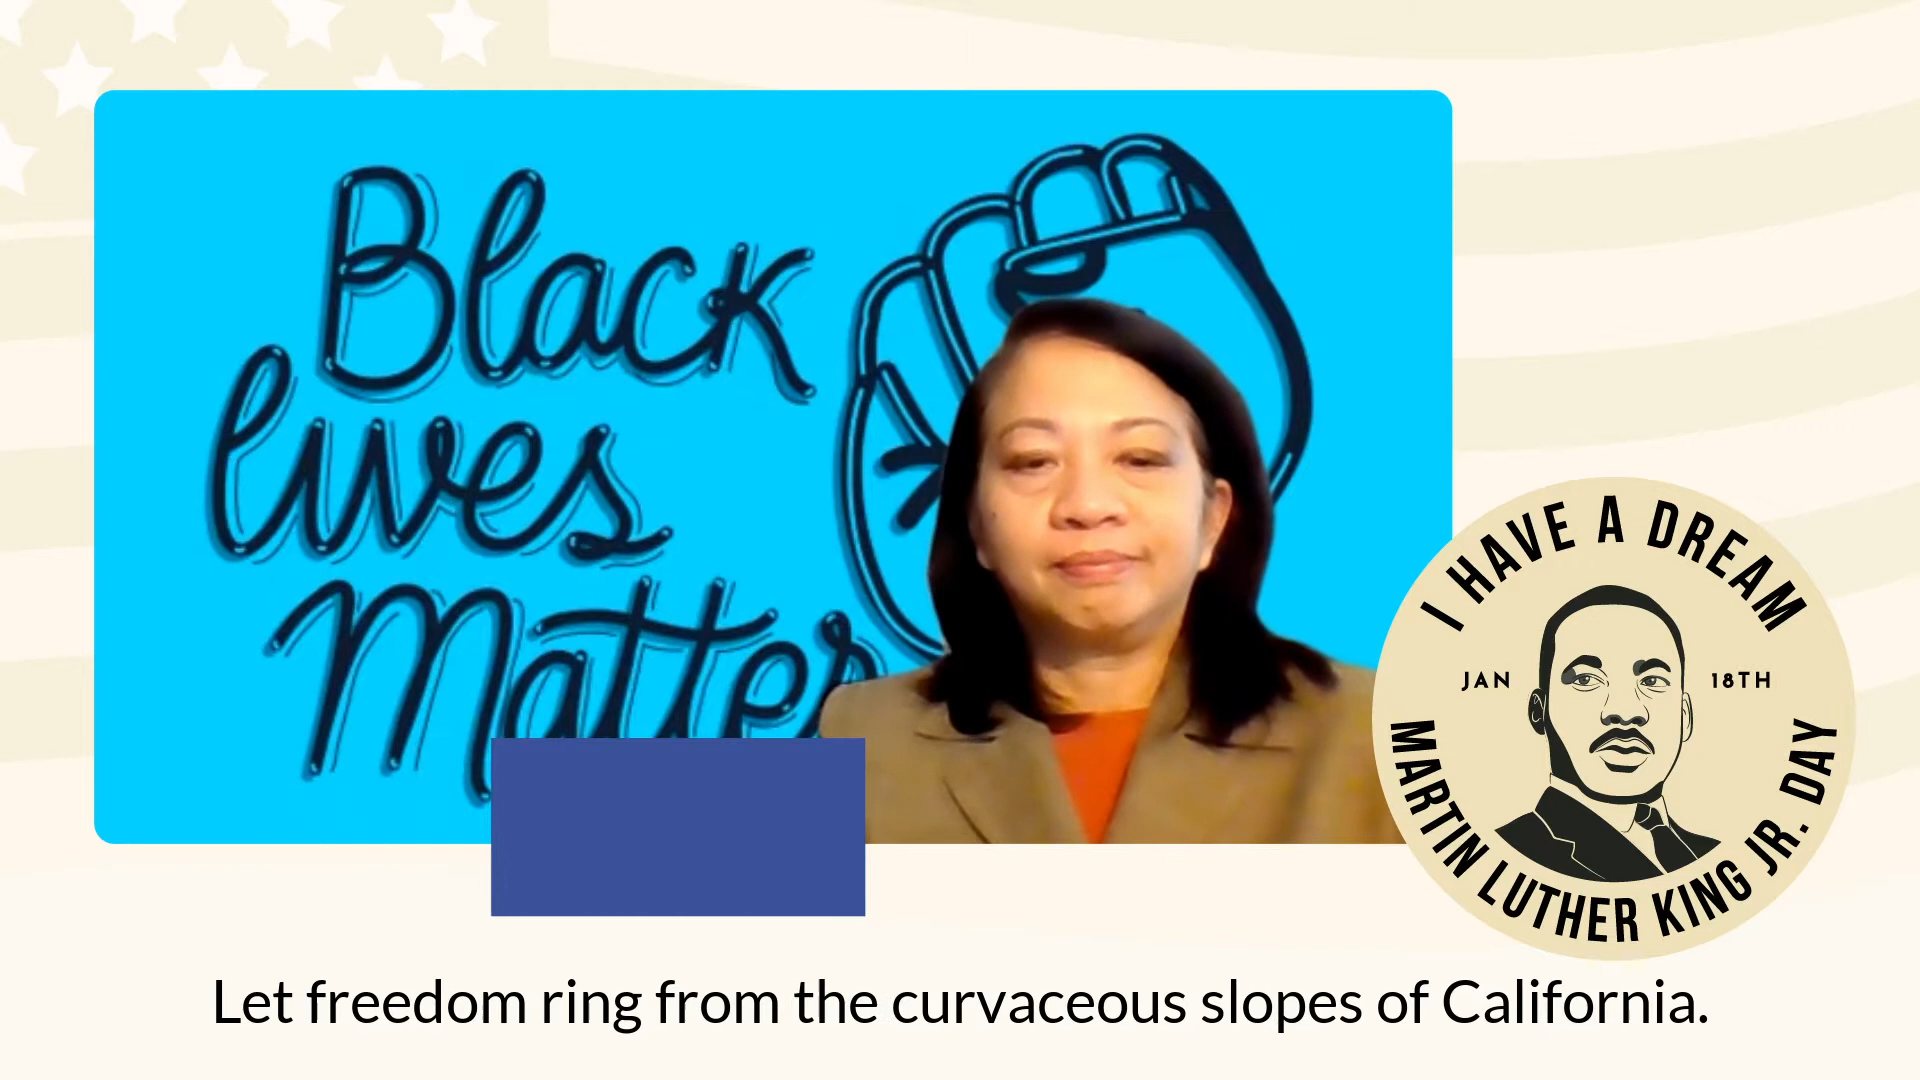 Black
lives
Matter
I HAVE A DREAM
JAN 18TH
MARTIN LUTHER KING JR. DAY
Let freedom ring from the curvaceous slopes of California.